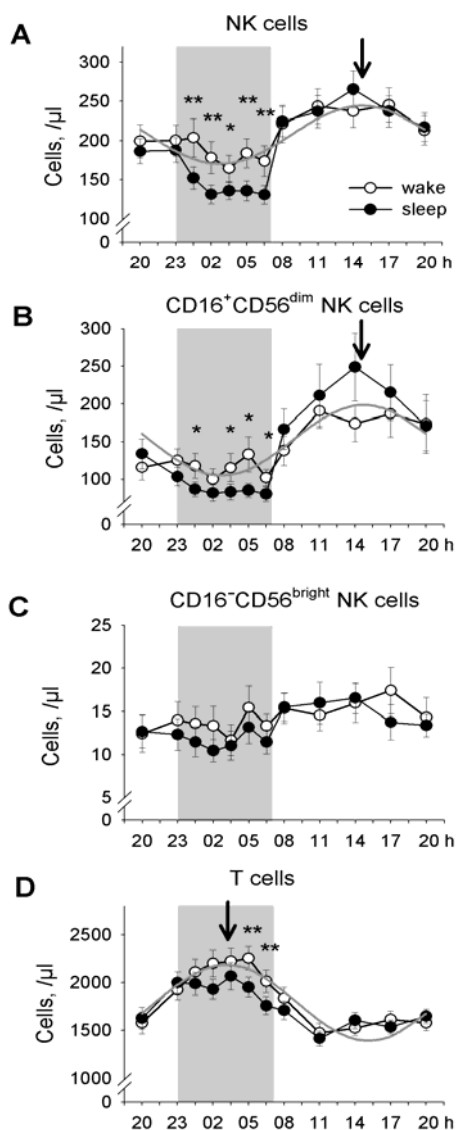 A
NK cells
300
250
200
150
100
0
Cells, /µl
** ** * ** **
wake
sleep
20 23 02 05 08 11 14 17 20 h
B
CD16⁺CD56ᵈⁱᵐ NK cells
300
250
200
150
100
0
Cells, /µl
* * * *
20 23 02 05 08 11 14 17 20 h
C
CD16⁻CD56ᵇʳⁱᵍʰᵗ NK cells
25
20
15
10
5
0
Cells, /µl
20 23 02 05 08 11 14 17 20 h
D
T cells
2500
2000
1500
1000
0
Cells, /µl
** **
20 23 02 05 08 11 14 17 20 h